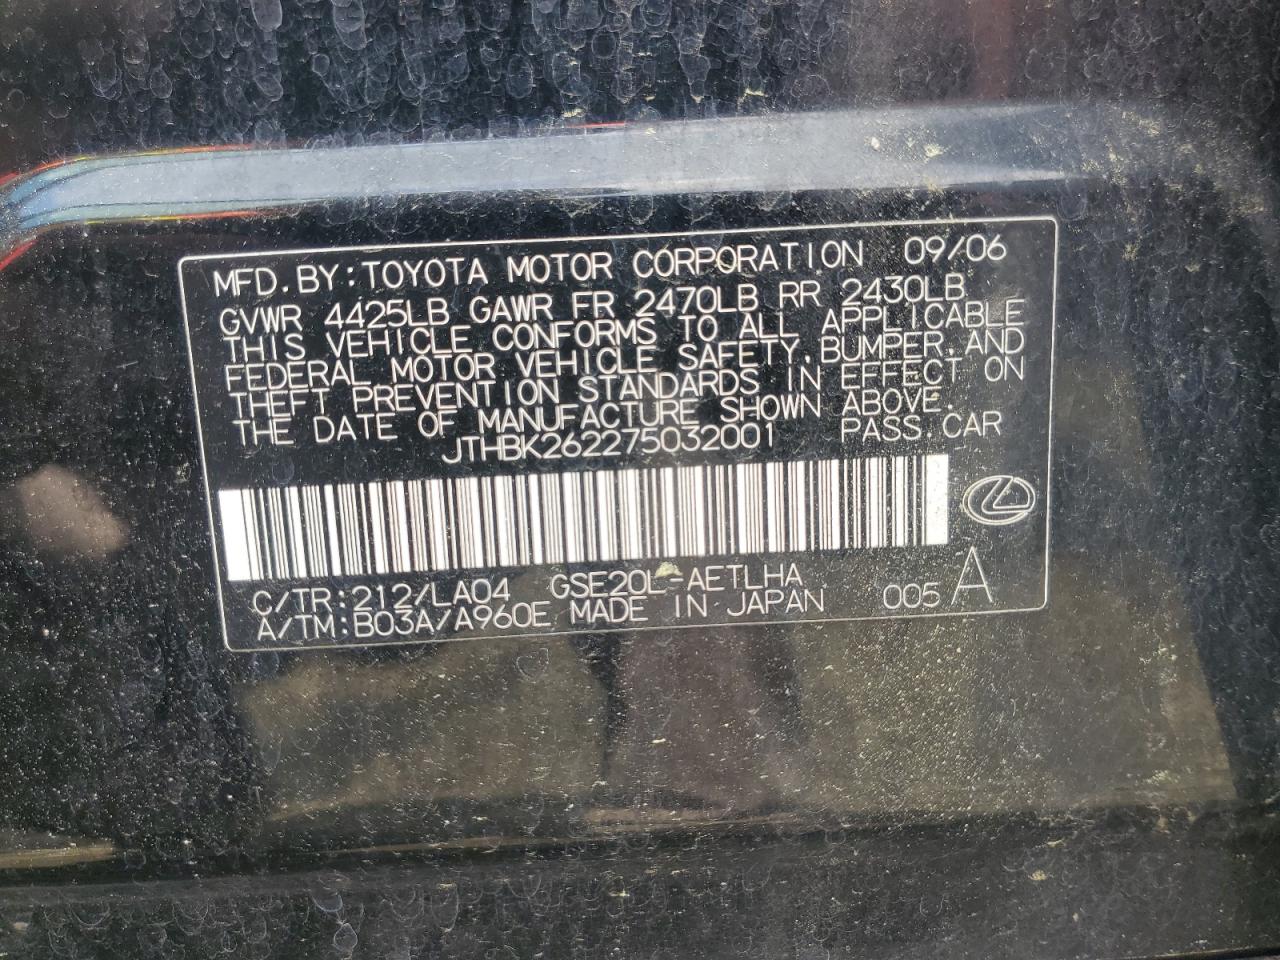 MFD. BY: TOYOTA MOTOR CORPORATION 09/06
GVWR 4425LB GAWR FR 2470LB RR 2430LB
THIS VEHICLE CONFORMS TO ALL APPLICABLE
FEDERAL MOTOR VEHICLE SAFETY, BUMPER, AND
THEFT PREVENTION STANDARDS IN EFFECT ON
THE DATE OF MANUFACTURE SHOWN ABOVE.
JTHBK262275032001 PASS CAR
C/TR: 212/LA04 GSE20L-AETLHA
A/TM: B03A/A960E MADE IN JAPAN 005 A